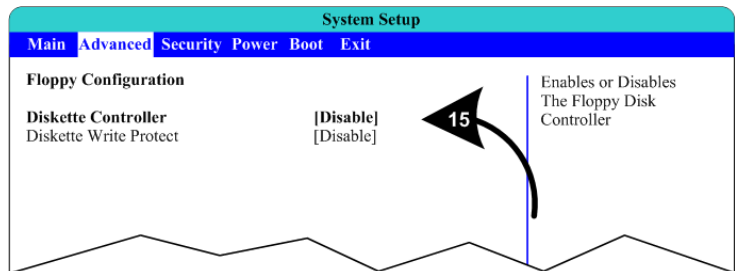 System Setup
Main Advanced Security Power Boot Exit
Floppy Configuration
Diskette Controller [Disable]
Diskette Write Protect [Disable]
15
Enables or Disables
The Floppy Disk
Controller